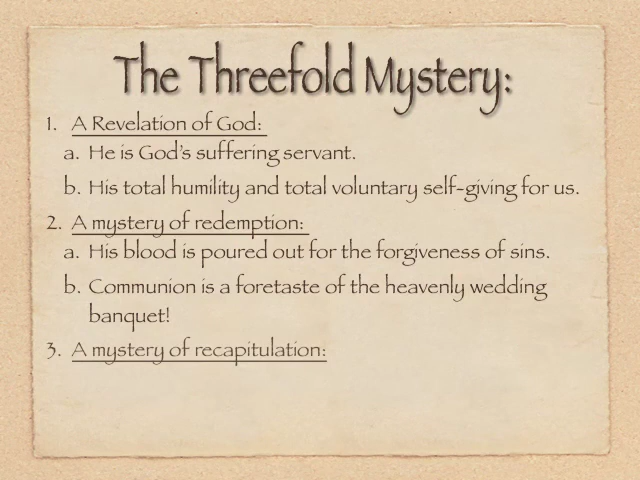 The Threefold Mystery:
1. A Revelation of God:
a. He is God's suffering servant.
b. His total humility and total voluntary self-giving for us.
2. A mystery of redemption:
a. His blood is poured out for the forgiveness of sins.
b. Communion is a foretaste of the heavenly wedding
banquet!
3. A mystery of recapitulation: